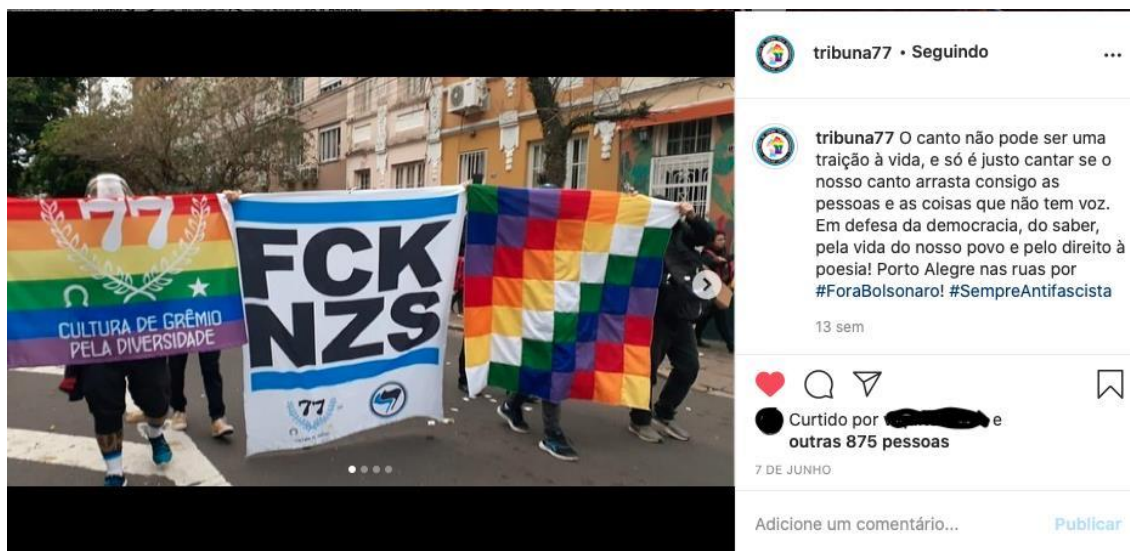 77
CULTURA DE GRÊMIO
PELA DIVERSIDADE
FCK
NZS
77
tribuna77 • Seguindo
tribuna77 O canto não pode ser uma
traição à vida, e só é justo cantar se o
nosso canto arrasta consigo as
pessoas e as coisas que não tem voz.
Em defesa da democracia, do saber,
pela vida do nosso povo e pelo direito à
poesia! Porto Alegre nas ruas por
#ForaBolsonaro! #SempreAntifascista
13 sem
Curtido por e
outras 875 pessoas
7 DE JUNHO
Adicione um comentário...
Publicar